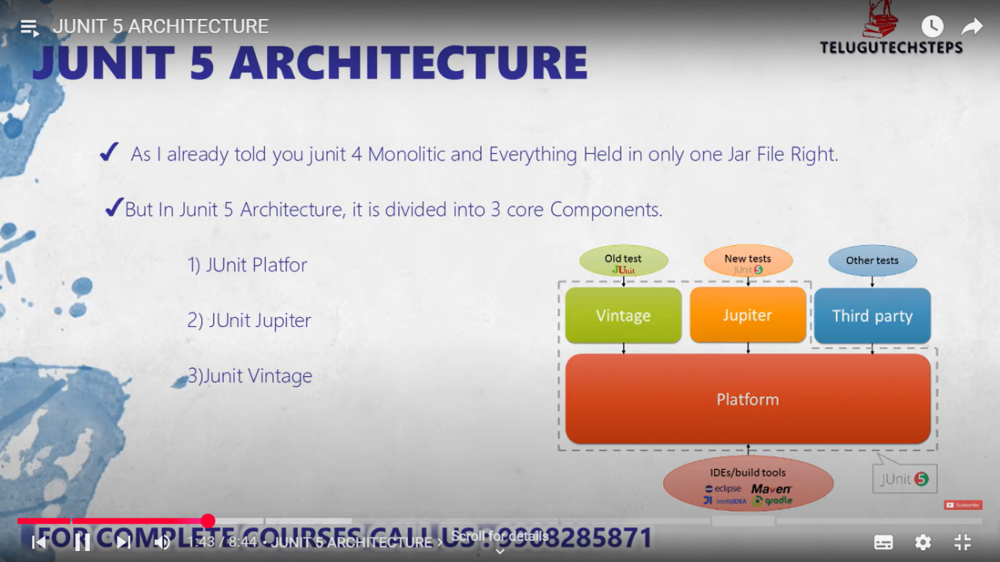 JUNIT 5 ARCHITECTURE
TELUGUTECHSTEPS
JUNIT 5 ARCHITECTURE
✔ As I already told you junit 4 Monolitic and Everything Held in only one Jar File Right.
✔But In Junit 5 Architecture, it is divided into 3 core Components.
1) JUnit Platfor
2) JUnit Jupiter
3)Junit Vintage
Old test
JUnit
New tests
JUnit 5
Other tests
Vintage
Jupiter
Third party
Platform
IDEs/build tools
eclipse Maven
IntelliJIDEA gradle
JUnit 5
Subscribe
FOR COMPLETE COURSES CALL US : 9908285871
1:43 / 8:44 • JUNIT 5 ARCHITECTURE ›
Scroll for details